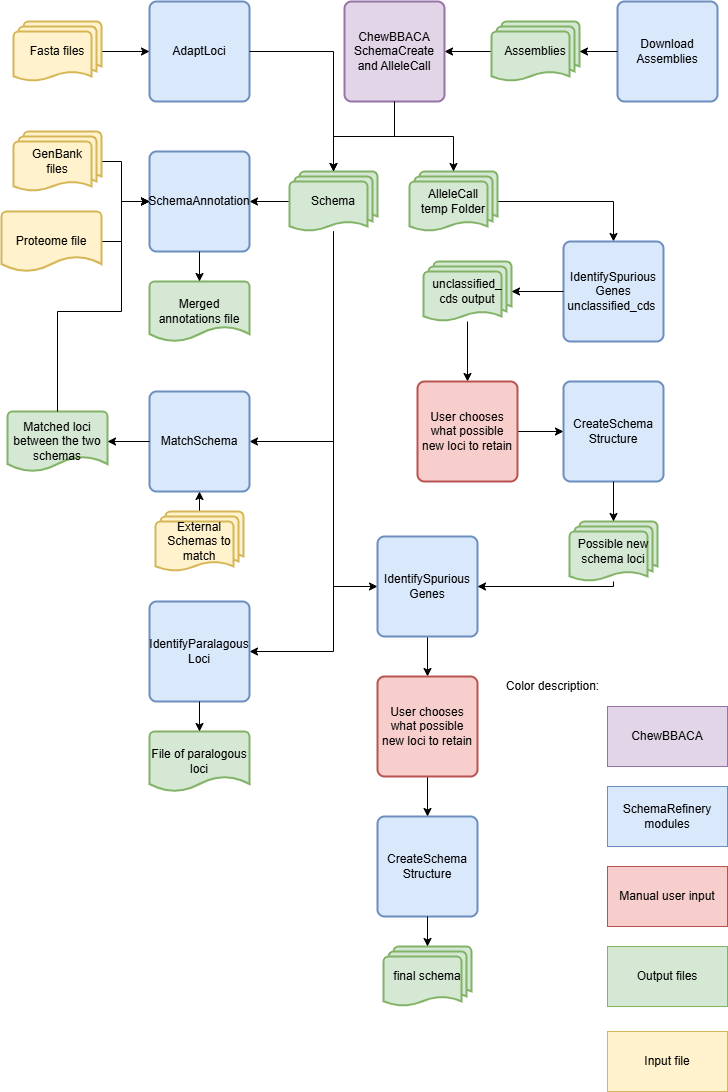 Fasta files
AdaptLoci
ChewBBACA
SchemaCreate
and AlleleCall
Assemblies
Download
Assemblies
GenBank
files
SchemaAnnotation
Schema
AlleleCall
temp Folder
Proteome file
IdentifySpurious
Genes
unclassified_cds
unclassified_
cds output
Merged
annotations file
User chooses
what possible
new loci to retain
CreateSchema
Structure
Matched loci
between the two
schemas
MatchSchema
External
Schemas to
match
Possible new
schema loci
IdentifySpurious
Genes
IdentifyParalagous
Loci
Color description:
User chooses
what possible
new loci to retain
ChewBBACA
File of paralogous
loci
SchemaRefinery
modules
CreateSchema
Structure
Manual user input
final schema
Output files
Input file